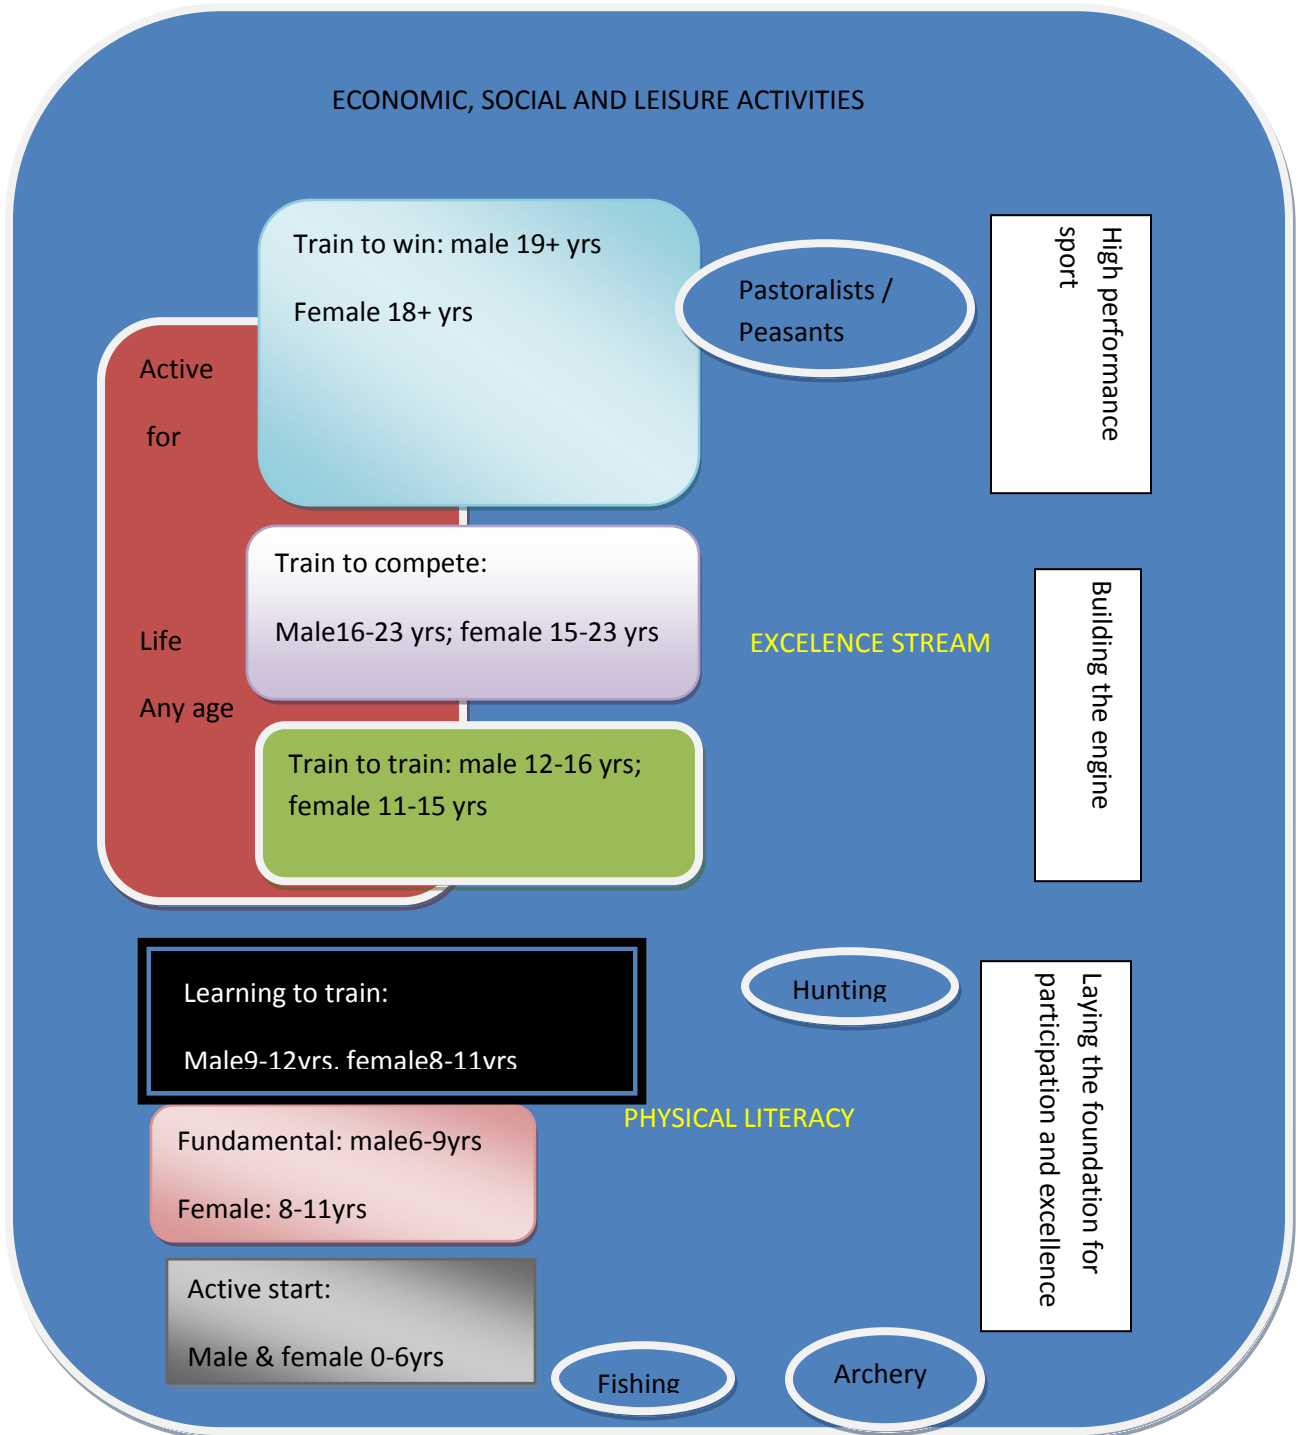 ECONOMIC, SOCIAL AND LEISURE ACTIVITIES
Train to win: male 19+ yrs
Female 18+ yrs
Pastoralists /
Peasants
High performance
sport
Active
for
Life
Any age
Train to compete:
Male16-23 yrs; female 15-23 yrs
EXCELENCE STREAM
Building the engine
Train to train: male 12-16 yrs;
female 11-15 yrs
Learning to train:
Male9-12yrs. female8-11yrs
Hunting
Laying the foundation for
participation and excellence
PHYSICAL LITERACY
Fundamental: male6-9yrs
Female: 8-11yrs
Active start:
Male & female 0-6yrs
Fishing
Archery